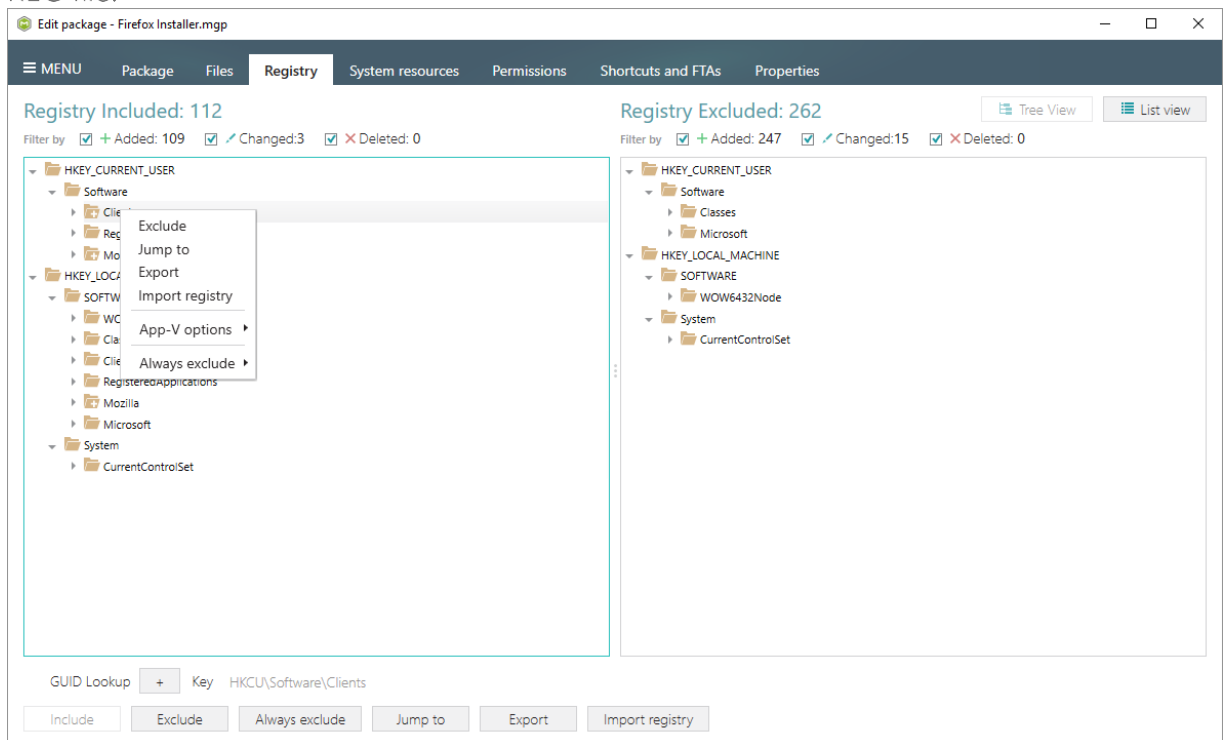 Edit package - Firefox Installer.mgp
MENU Package Files Registry System resources Permissions Shortcuts and FTAs Properties
Registry Included: 112
Filter by Added: 109 Changed:3 Deleted: 0
HKEY_CURRENT_USER
Software
Exclude
Jump to
Export
Import registry
App-V options
Always exclude
RegisteredApplications
Mozilla
Microsoft
System
CurrentControlSet
Registry Excluded: 262
Tree View
List view
Filter by Added: 247 Changed:15 Deleted: 0
HKEY_CURRENT_USER
Software
Classes
Microsoft
HKEY_LOCAL_MACHINE
SOFTWARE
WOW6432Node
System
CurrentControlSet
GUID Lookup + Key HKCU\Software\Clients
Include Exclude Always exclude Jump to Export Import registry